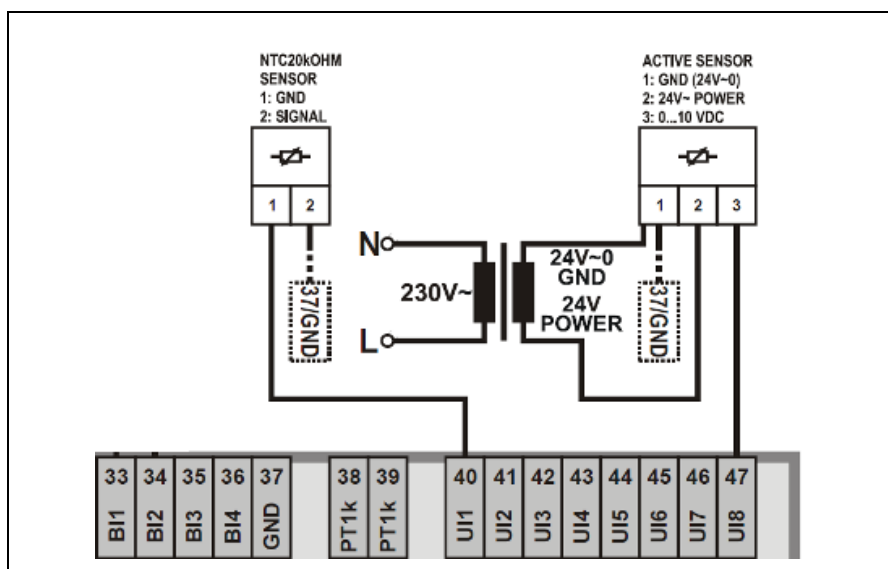 NTC20kOHM
SENSOR
1: GND
2: SIGNAL
ACTIVE SENSOR
1: GND (24V~0)
2: 24V~ POWER
3: 0...10 VDC
1 2
1 2 3
N
230V~
L
24V~0
GND
24V
POWER
37/GND
37/GND
33 34 35 36 37 38 39 40 41 42 43 44 45 46 47
BI1 BI2 BI3 BI4 GND PT1k PT1k UI1 UI2 UI3 UI4 UI5 UI6 UI7 UI8